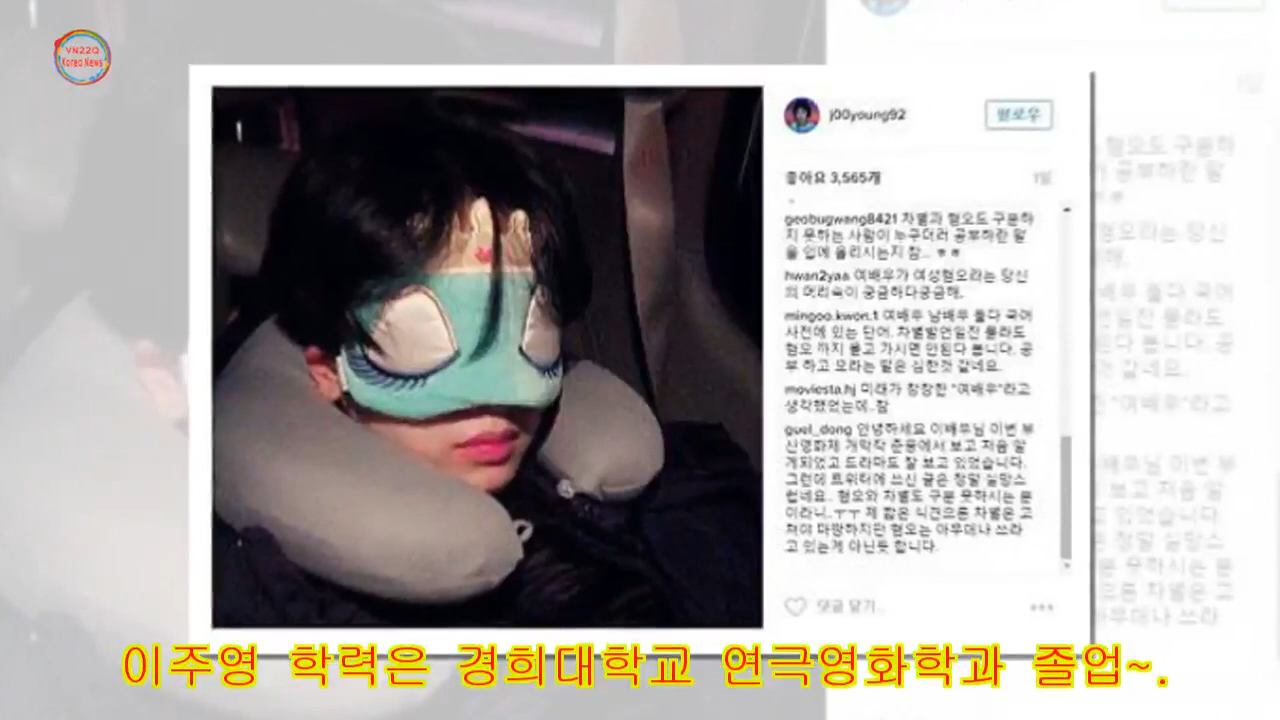 VN22Q
Korea News
j00young92
팔로우
좋아요 3,565개
1일
geobugwang8421 차별과 혐오도 구분하
지 못하는 사람이 누구더러 공부하란 말
을 입에 올리시는지 참.. ㅎㅎ
hwan2yaa 여배우가 여성혐오라는 당신
의 머리속이 궁금하다궁금해.
mingoo.kwon.1 여배우 남배우 둘다 국어
사전에 있는 단어. 차별발언일진 몰라도
혐오 까지 물고 가시면 안된다 봅니다. 공
부 하고 오라는 말은 심한것 같네요.
moviesta.hj 미래가 창창한 "여배우"라고
생각했었는데..참
guel_dong 안녕하세요 이배우님 이번 부
산영화제 개막작 춘몽에서 보고 처음 알
게되었고 드라마도 잘 보고 있었습니다.
그런데 트위터에 쓰신 글은 정말 실망스
럽네요.. 혐오와 차별도 구분 못하시는 분
이라니..ㅜㅜ 제 짧은 식견으론 차별은 고
쳐야 마땅하지만 혐오는 아무데나 쓰라
고 있는게 아닌듯 합니다.
댓글 달기..
이주영 학력은 경희대학교 연극영화학과 졸업~.